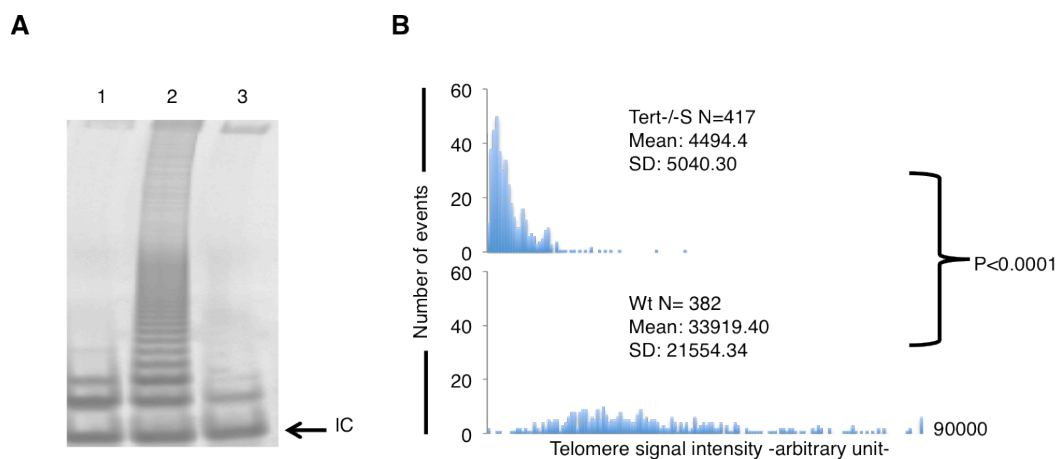 A
B
1 2 3
IC
Number of events
60
40
20
0
Tert-/-S N=417
Mean: 4494.4
SD: 5040.30
P<0.0001
60
40
20
0
Wt N= 382
Mean: 33919.40
SD: 21554.34
90000
Telomere signal intensity -arbitrary unit-